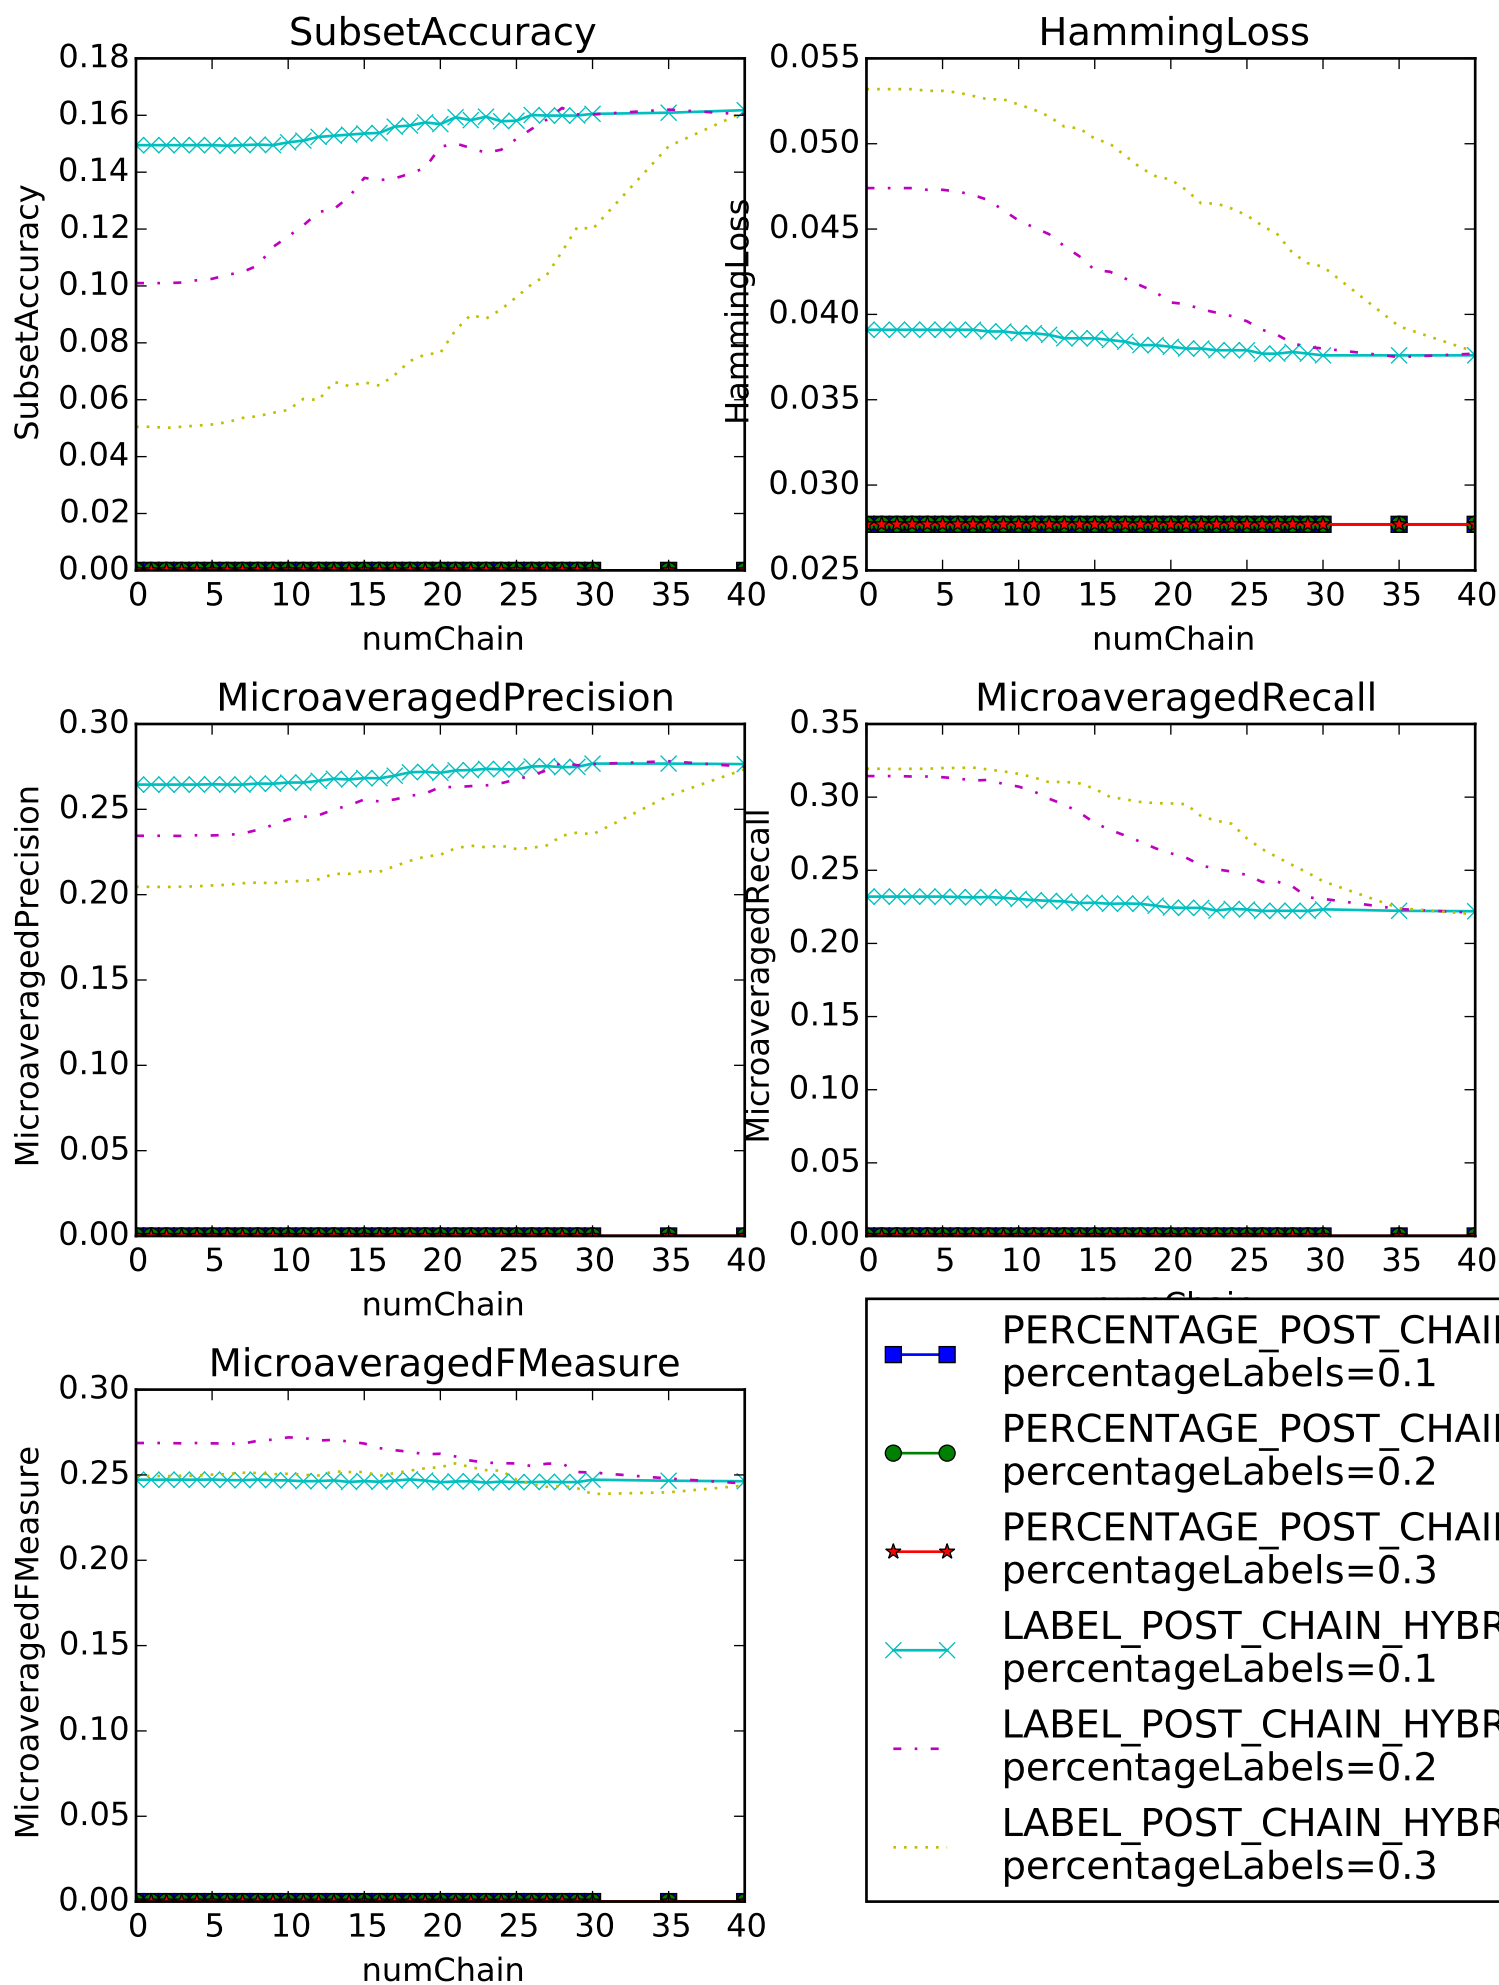 SubsetAccuracy
0.18
0.16
0.14
0.12
0.10
0.08
0.06
0.04
0.02
0.00
SubsetAccuracy
0 5 10 15 20 25 30 35 40
numChain
HammingLoss
0.055
0.050
0.045
0.040
0.035
0.030
0.025
HammingLoss
0 5 10 15 20 25 30 35 40
numChain
MicroaveragedPrecision
0.30
0.25
0.20
0.15
0.10
0.05
0.00
MicroaveragedPrecision
0 5 10 15 20 25 30 35 40
numChain
MicroaveragedRecall
0.35
0.30
0.25
0.20
0.15
0.10
0.05
0.00
MicroaveragedRecall
0 5 10 15 20 25 30 35 40
numChain
MicroaveragedFMeasure
0.30
0.25
0.20
0.15
0.10
0.05
0.00
MicroaveragedFMeasure
0 5 10 15 20 25 30 35 40
numChain
PERCENTAGE_POST_CHAI
percentageLabels=0.1
PERCENTAGE_POST_CHAI
percentageLabels=0.2
PERCENTAGE_POST_CHAI
percentageLabels=0.3
LABEL_POST_CHAIN_HYBR
percentageLabels=0.1
LABEL_POST_CHAIN_HYBR
percentageLabels=0.2
LABEL_POST_CHAIN_HYBR
percentageLabels=0.3